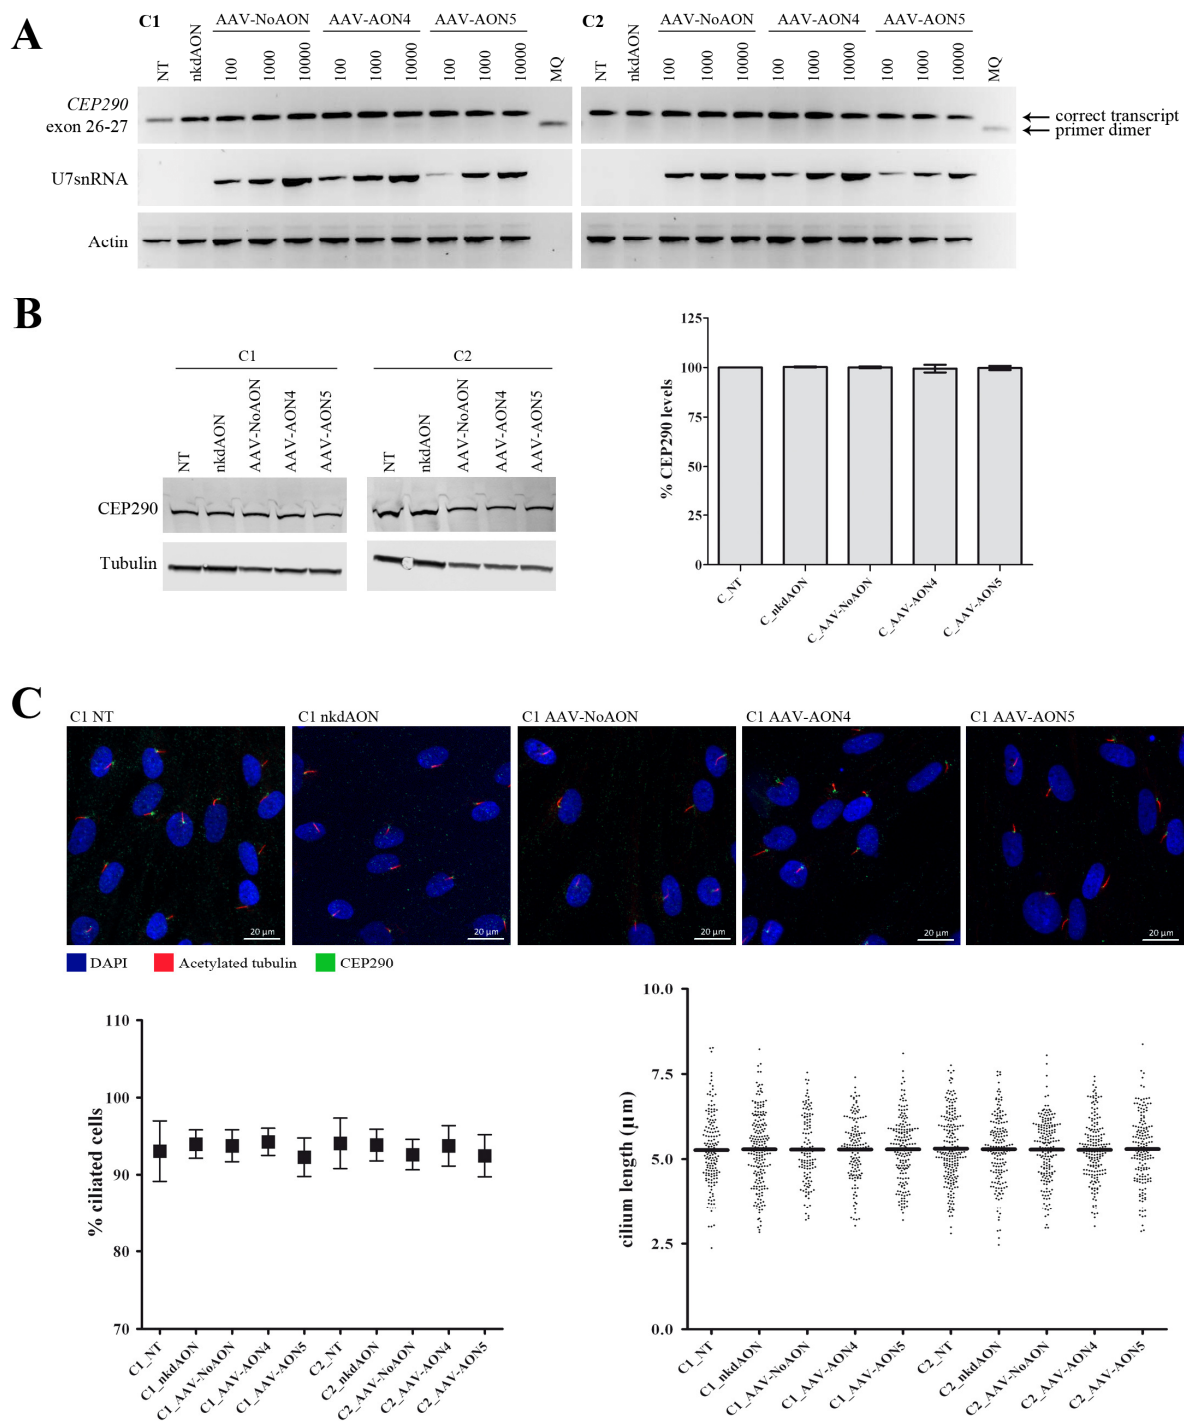 A
C1 AAV-NoAON AAV-AON4 AAV-AON5
NT nkdAON 100 1000 10000 100 1000 10000 100 1000 10000 MQ
C2 AAV-NoAON AAV-AON4 AAV-AON5
NT nkdAON 100 1000 10000 100 1000 10000 100 1000 10000 MQ
CEP290
exon 26-27
correct transcript
primer dimer
U7snRNA
Actin
B
C1
NT nkdAON AAV-NoAON AAV-AON4 AAV-AON5
C2
NT nkdAON AAV-NoAON AAV-AON4 AAV-AON5
CEP290
Tubulin
% CEP290 levels
125
100
75
50
25
0
C_NT C_nkdAON C_AAV-NoAON C_AAV-AON4 C_AAV-AON5
C
C1 NT C1 nkdAON C1 AAV-NoAON C1 AAV-AON4 C1 AAV-AON5
20 µm 20 µm 20 µm 20 µm 20 µm
DAPI Acetylated tubulin CEP290
% ciliated cells
110
100
90
80
70
C1_NT C1_nkdAON C1_AAV-NoAON C1_AAV-AON4 C1_AAV-AON5 C2_NT C2_nkdAON C2_AAV-NoAON C2_AAV-AON4 C2_AAV-AON5
cilium length (µm)
10.0
7.5
5.0
2.5
0.0
C1_NT C1_nkdAON C1_AAV-NoAON C1_AAV-AON4 C1_AAV-AON5 C2_NT C2_nkdAON C2_AAV-NoAON C2_AAV-AON4 C2_AAV-AON5